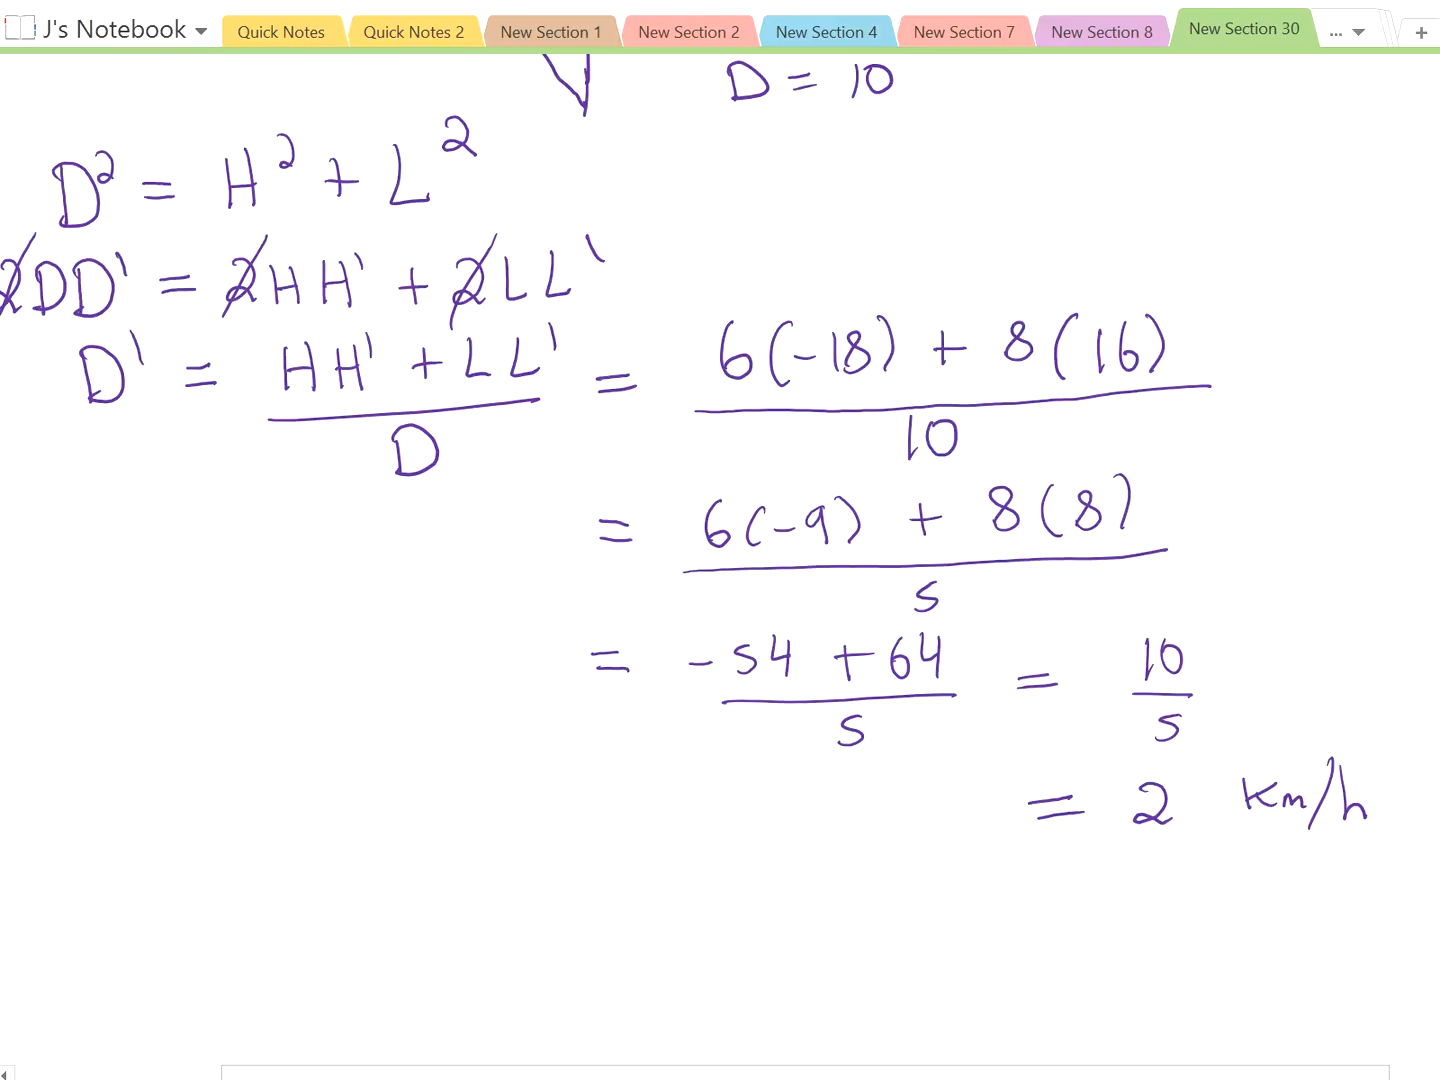 J's Notebook Quick Notes Quick Notes 2 New Section 1 New Section 2 New Section 4 New Section 7 New Section 8 New Section 30 ... +
D = 10
D² = H² + L²
2DD' = 2HH' + 2LL'
D' = HH' + LL' / D = 6(-18) + 8(16) / 10
= 6(-9) + 8(8) / 5
= -54 + 64 / 5 = 10 / 5
= 2 Km/h